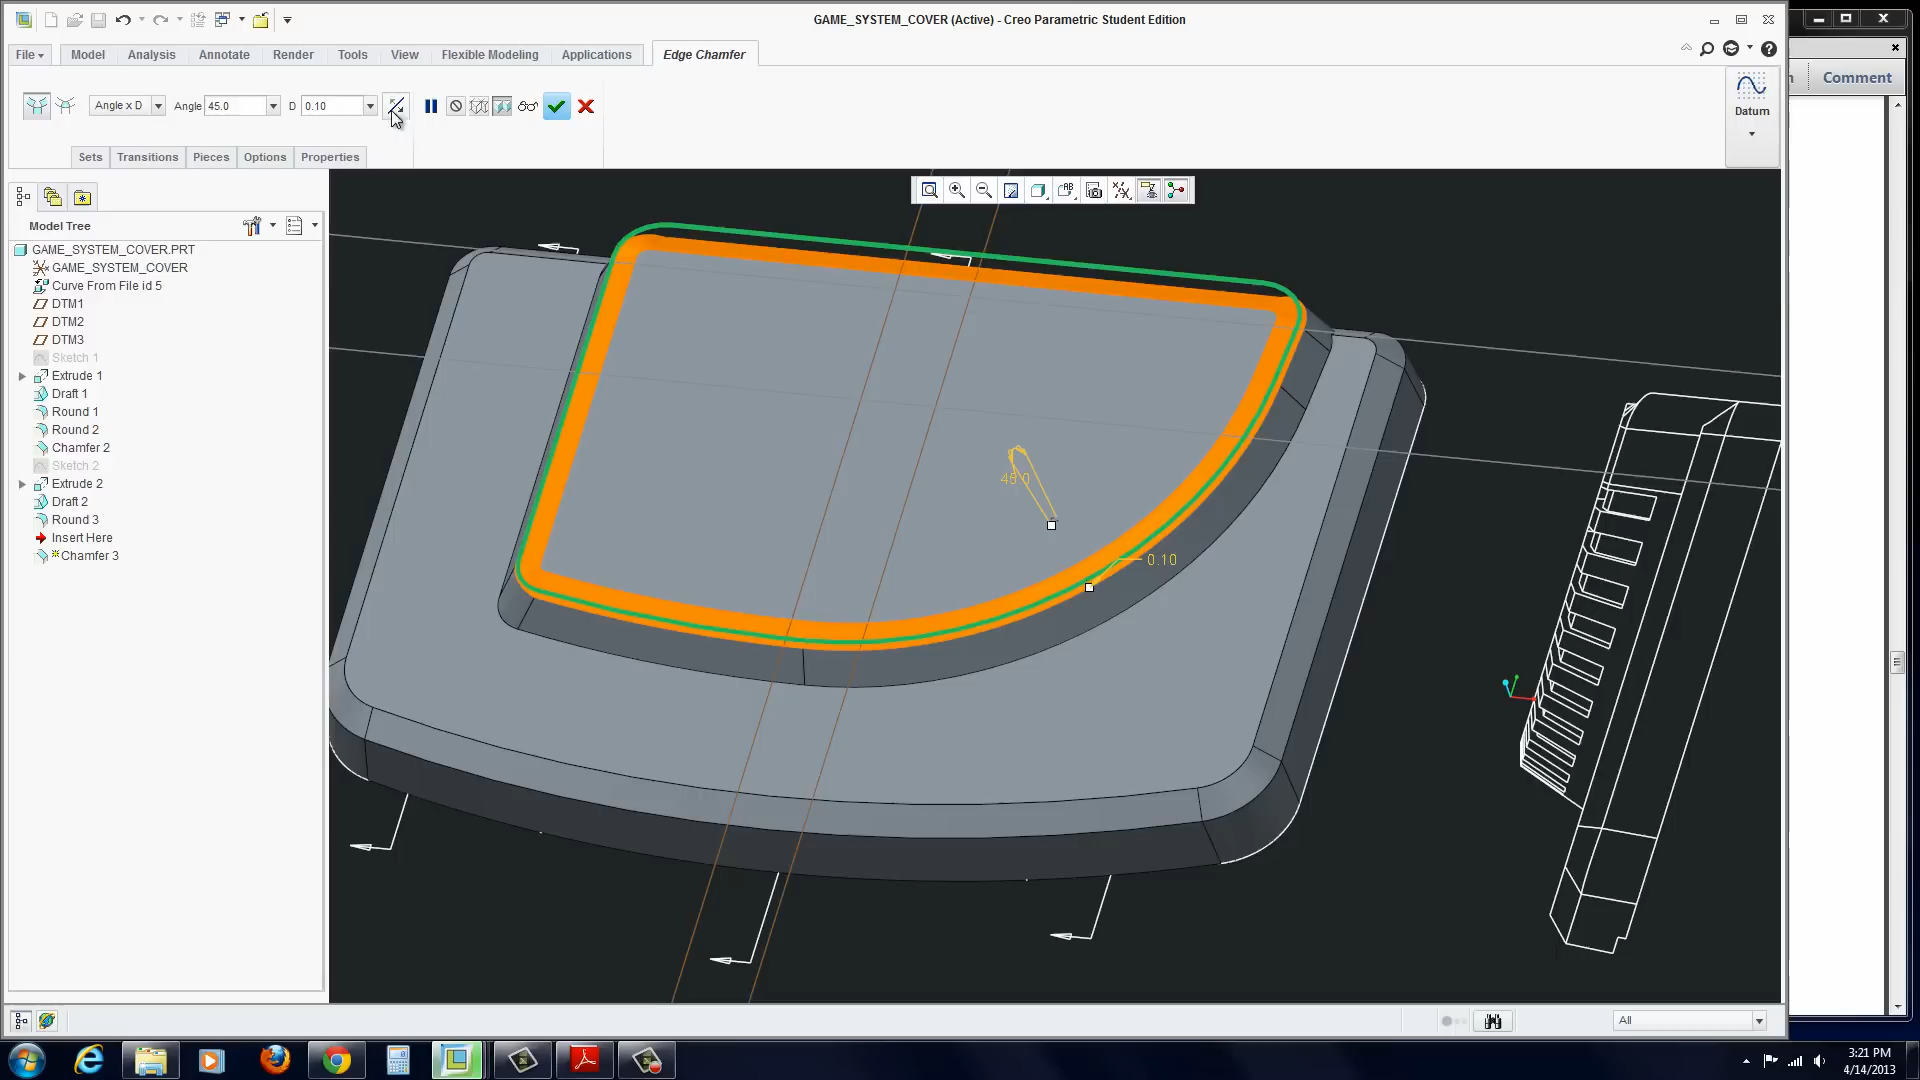 GAME_SYSTEM_COVER (Active) - Creo Parametric Student Edition
File Model Analysis Annotate Render Tools View Flexible Modeling Applications Edge Chamfer
Comment
Angle x D Angle 45.0 D 0.10
Datum
Sets Transitions Pieces Options Properties
Model Tree
GAME_SYSTEM_COVER.PRT
GAME_SYSTEM_COVER
Curve From File id 5
DTM1
DTM2
DTM3
Sketch 1
Extrude 1
Draft 1
Round 1
Round 2
Chamfer 2
Sketch 2
Extrude 2
Draft 2
Round 3
Insert Here
Chamfer 3
45.0
0.10
All
3:21 PM
4/14/2013